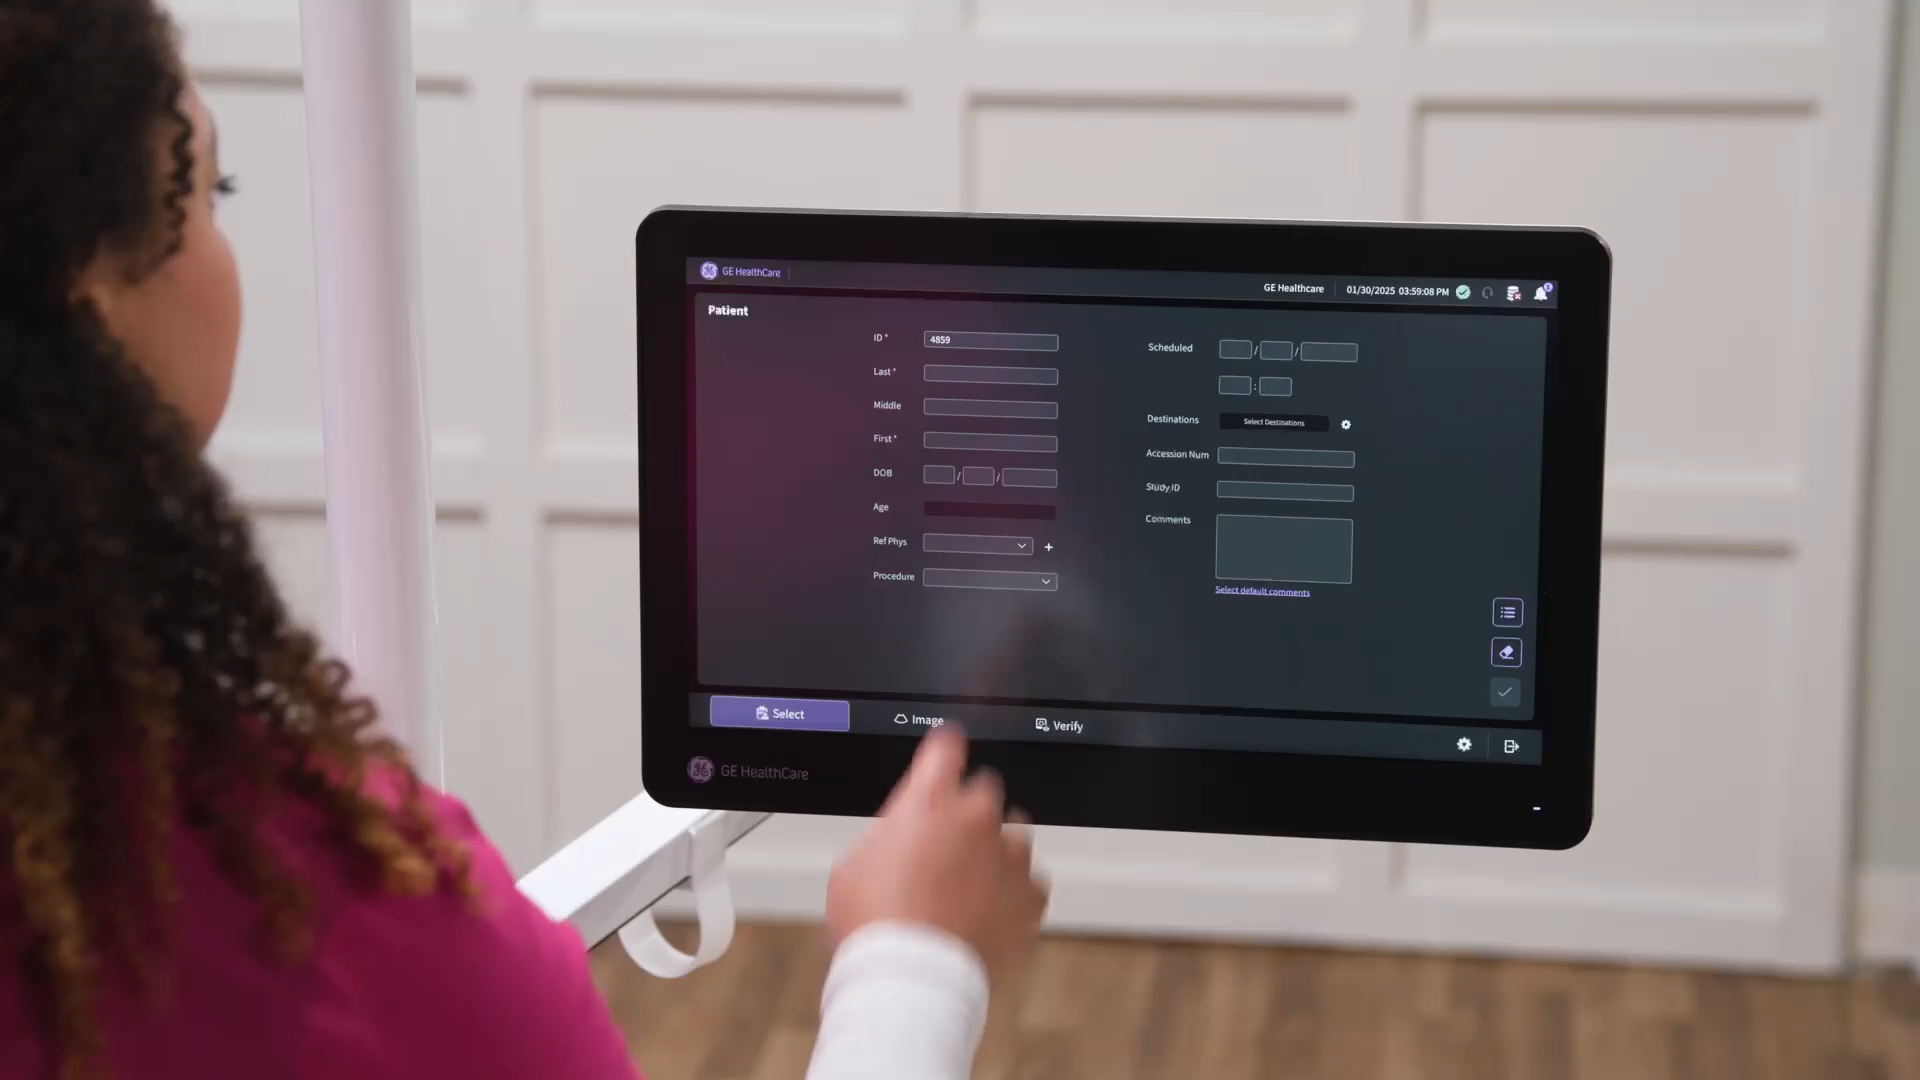 GE HealthCare
GE Healthcare 01/30/2025 03:59:08 PM 1
Patient
ID * 4859
Last *
Middle
First *
DOB / /
Age
Ref Phys +
Procedure
Scheduled / /
:
Destinations Select Destinations
Accession Num
Study ID
Comments
Select default comments
Select Image Verify
GE HealthCare